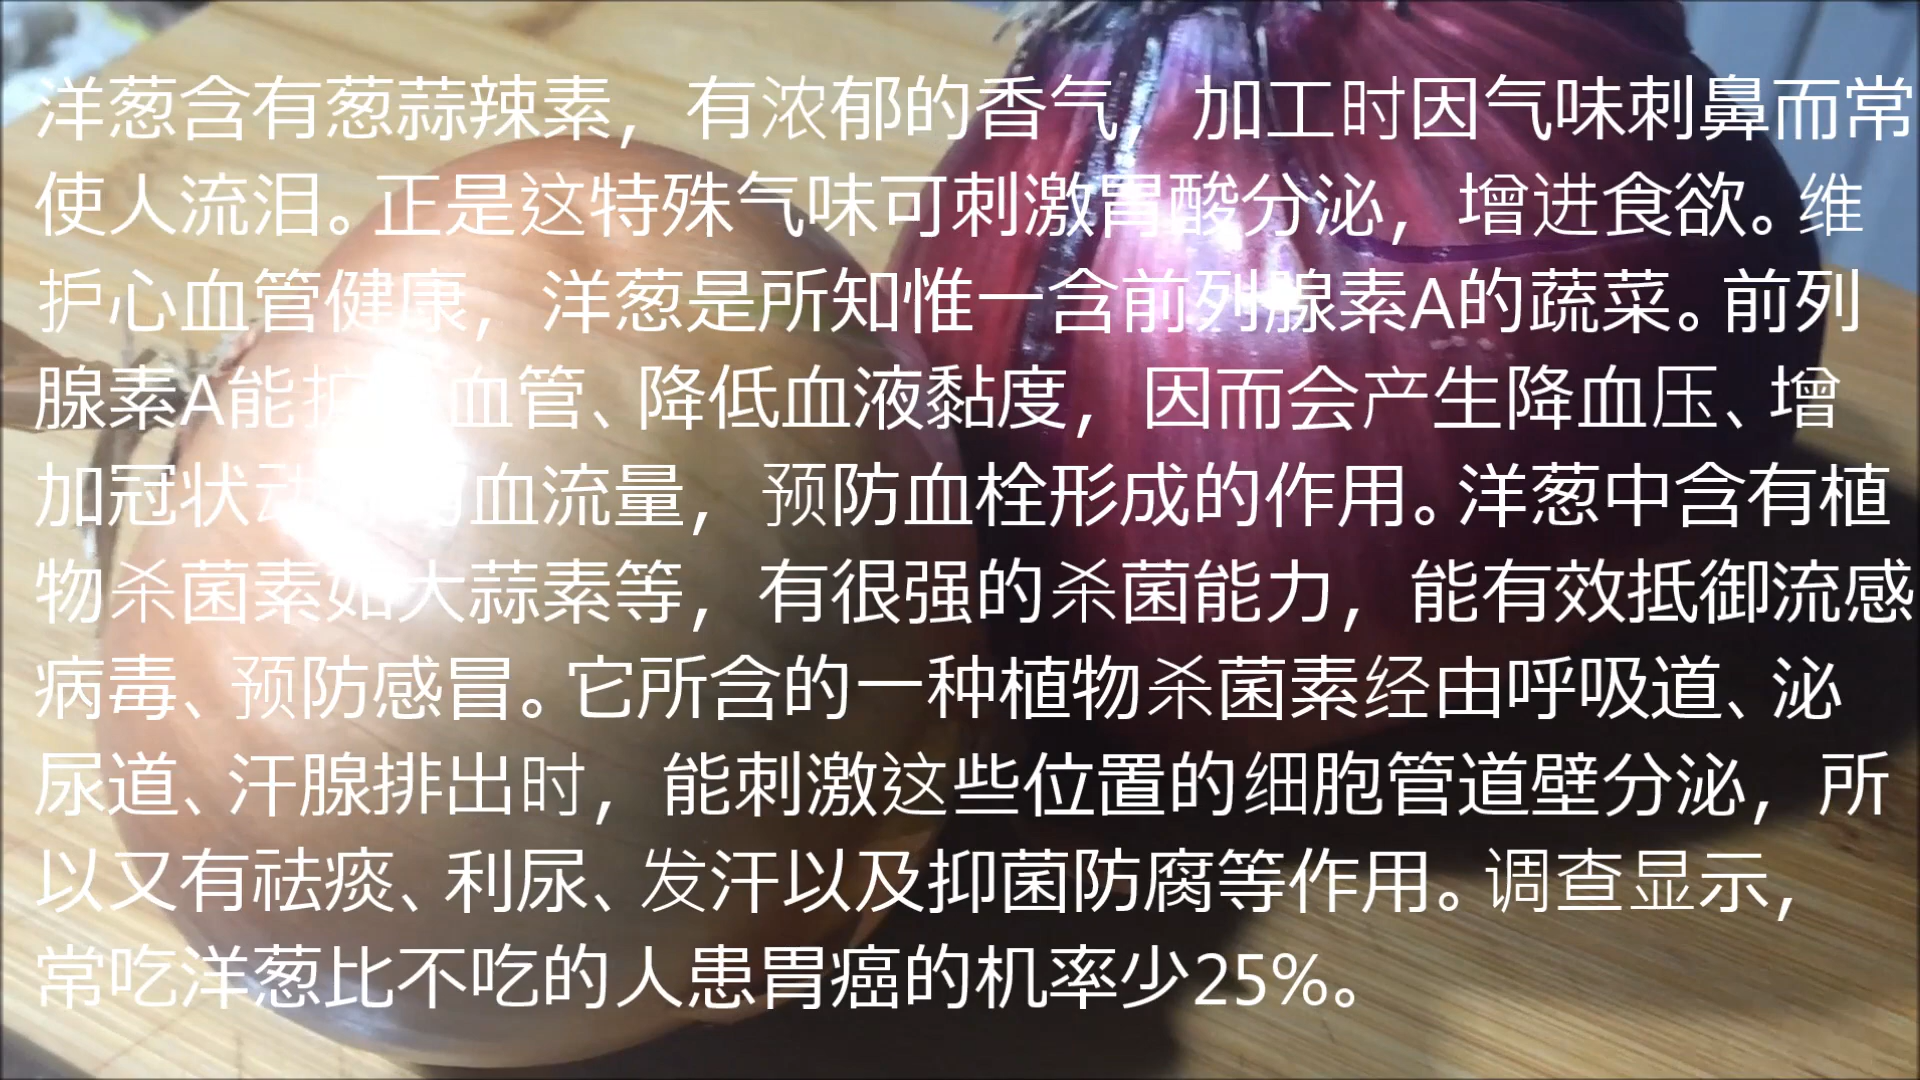 洋葱含有葱蒜辣素，有浓郁的香气，加工时因气味刺鼻而常
使人流泪。正是这特殊气味可刺激胃酸分泌，增进食欲。维
护心血管健康，洋葱是所知惟一含前列腺素A的蔬菜。前列
腺素A能扩血管、降低血液黏度，因而会产生降血压、增
加冠状动血流量，预防血栓形成的作用。洋葱中含有植
物杀菌素如大蒜素等，有很强的杀菌能力，能有效抵御流感
病毒、预防感冒。它所含的一种植物杀菌素经由呼吸道、泌
尿道、汗腺排出时，能刺激这些位置的细胞管道壁分泌，所
以又有祛痰、利尿、发汗以及抑菌防腐等作用。调查显示，
常吃洋葱比不吃的人患胃癌的机率少25%。